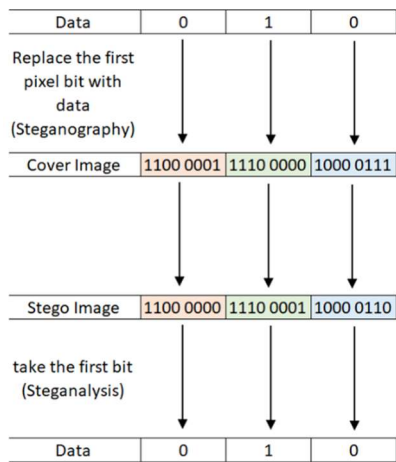 Data 0 1 0
Replace the first
pixel bit with
data
(Steganography)
Cover Image 1100 0001 1110 0000 1000 0111
Stego Image 1100 0000 1110 0001 1000 0110
take the first bit
(Steganalysis)
Data 0 1 0